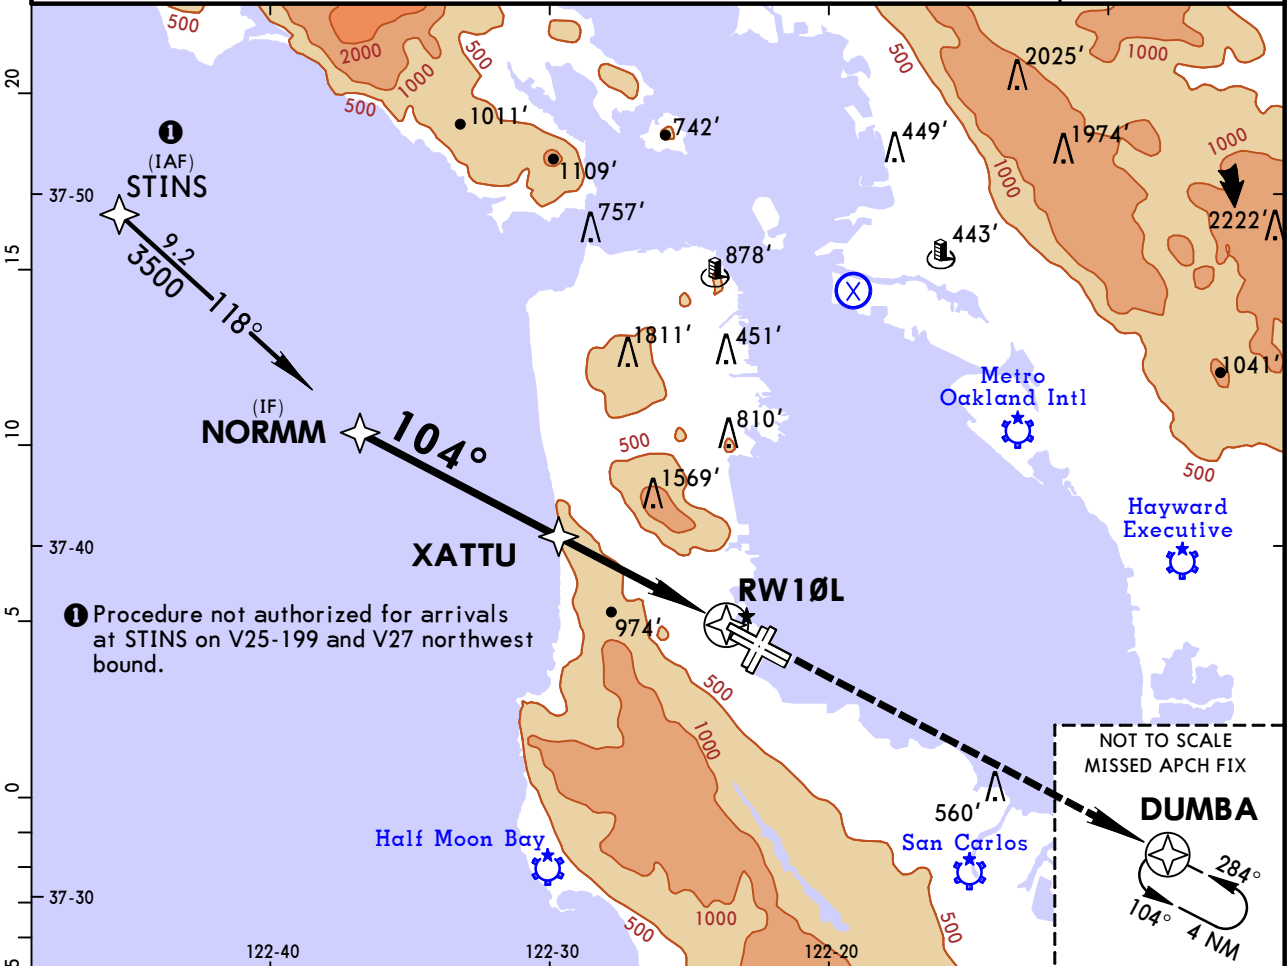 500
2000
1000
500
500
500
1000
2025'
1011'
742'
449'
1974'
1000
1109'
1000
20
❶
(IAF)
STINS
37-50
757'
2222'
443'
9.2
3500
118°
878'
15
X
1811'
451'
1041'
Metro
Oakland Intl
(IF)
NORMM
104°
810'
10
500
500
1569'
Hayward
Executive
XATTU
37-40
RW1ØL
❶ Procedure not authorized for arrivals
at STINS on V25-199 and V27 northwest
bound.
5
974'
500
1000
NOT TO SCALE
MISSED APCH FIX
DUMBA
0
560'
Half Moon Bay
San Carlos
284°
104°
4 NM
37-30
1000
500
500
122-40
122-30
122-20